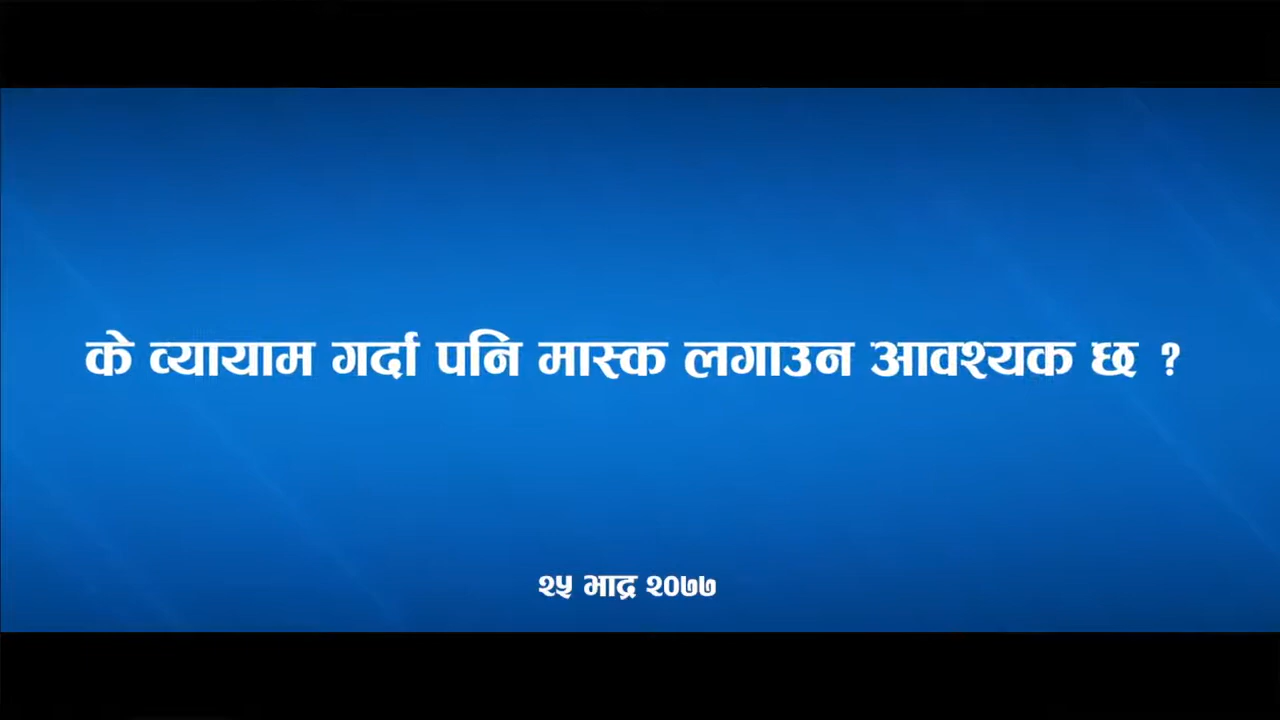 के व्यायाम गर्दा पनि मास्क लगाउन आवश्यक छ ?
२५ भाद्र २०७७